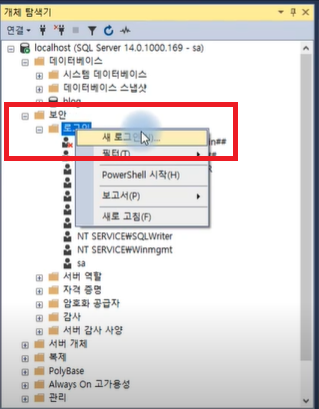 개체 탐색기
연결
localhost (SQL Server 14.0.1000.169 - sa)
데이터베이스
시스템 데이터베이스
데이터베이스 스냅샷
blog
보안
로그인
새 로그인(N)...
in##
필터(T)
PowerShell 시작(H)
보고서(P)
새로 고침(F)
NT SERVICE₩SQLWriter
NT SERVICE₩Winmgmt
sa
서버 역할
자격 증명
암호화 공급자
감사
서버 감사 사양
서버 개체
복제
PolyBase
Always On 고가용성
관리